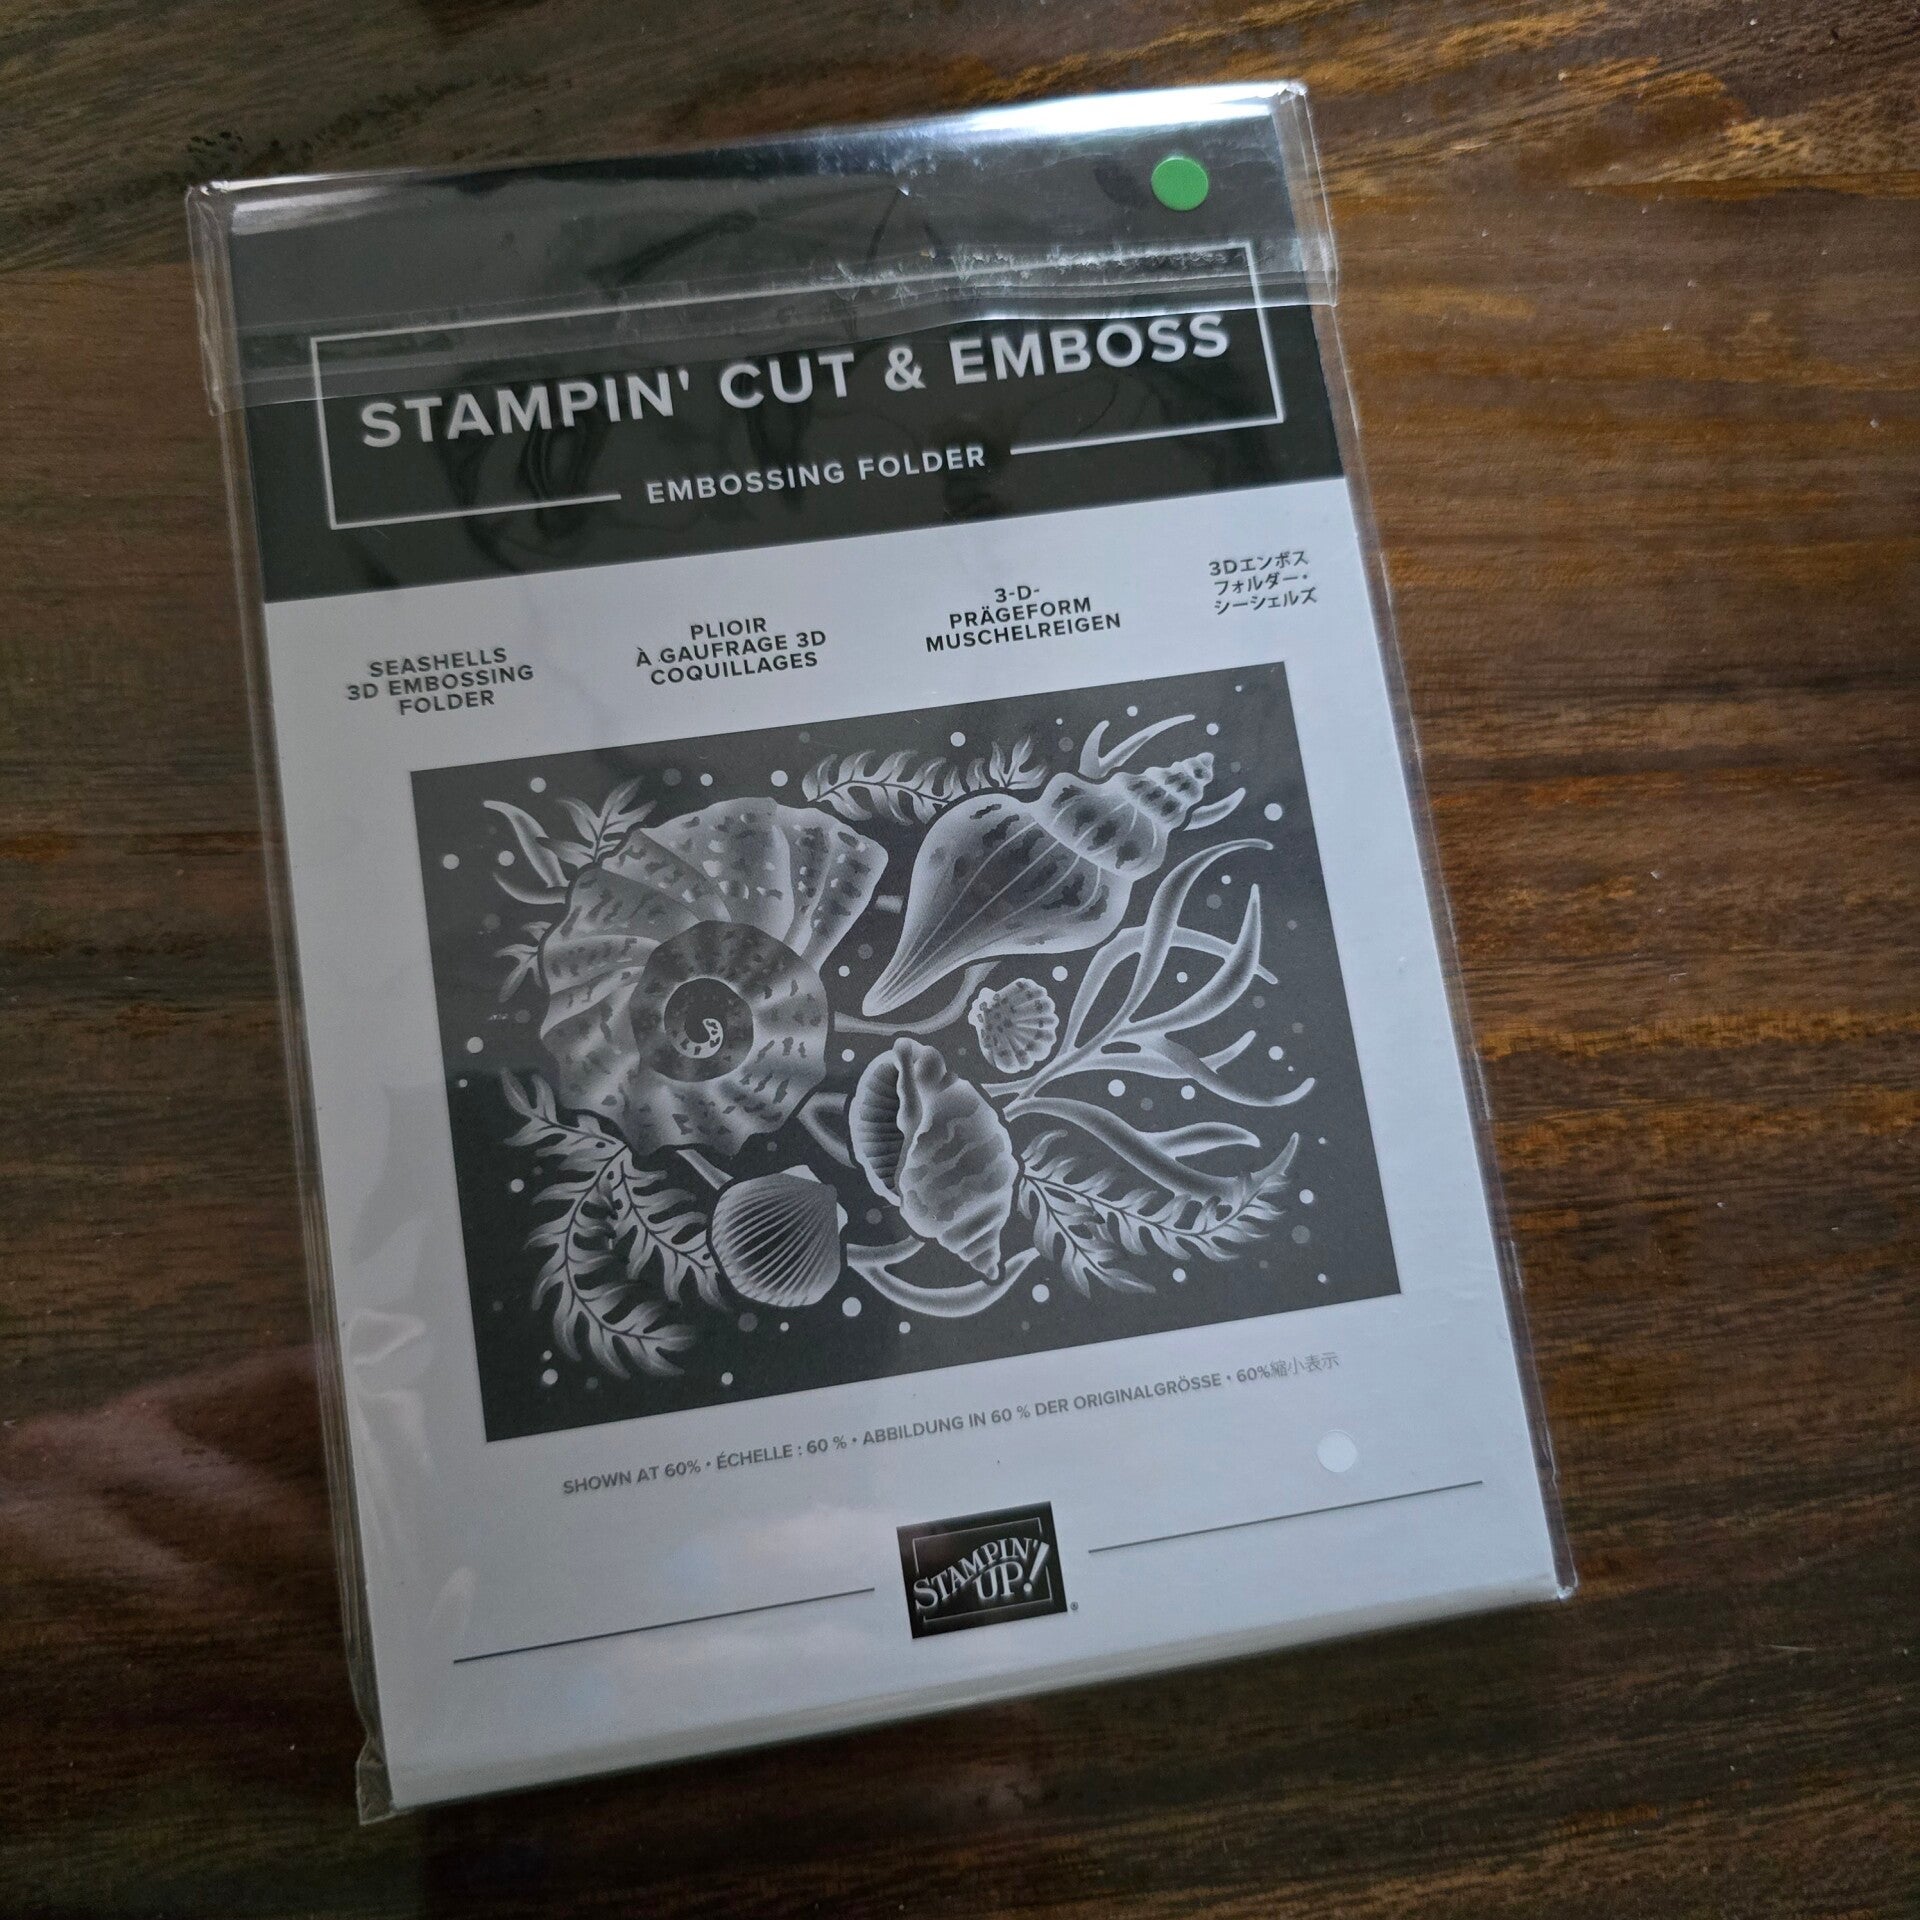 STAMPIN' CUT & EMBOSS
EMBOSSING FOLDER
SEASHELLS
3D EMBOSSING
FOLDER
PLIOIR
À GAUFRAGE 3D
COQUILLAGES
3-D-
PRÄGEFORM
MUSCHELREIGEN
3Dエンボス
フォルダー・
シーシェルズ
SHOWN AT 60% • ÉCHELLE : 60 % • ABBILDUNG IN 60 % DER ORIGINALGRÖSSE • 60%縮小表示
STAMPIN'
UP!
®